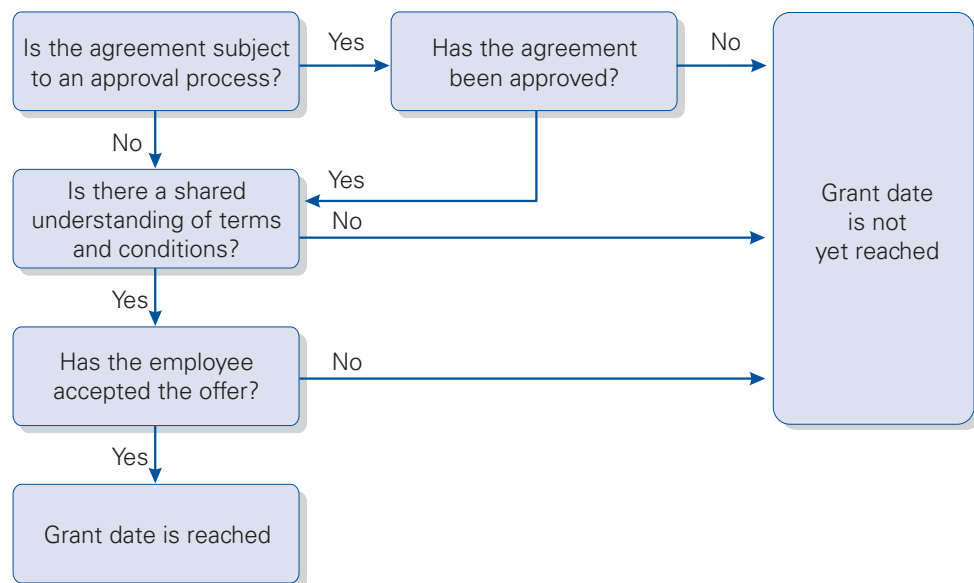 Is the agreement subject
to an approval process?
Yes
Has the agreement
been approved?
No
No
Yes
Is there a shared
understanding of terms
and conditions?
No
Grant date
is not
yet reached
Yes
Has the employee
accepted the offer?
No
Yes
Grant date is reached